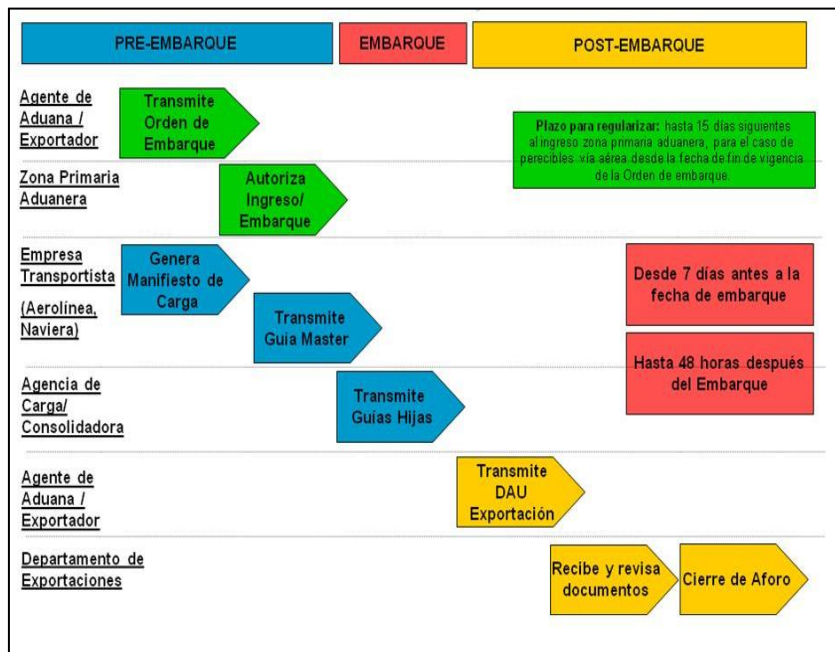 PRE-EMBARQUE
EMBARQUE
POST-EMBARQUE
Agente de
Aduana /
Exportador
Transmite
Orden de
Embarque
Plazo para regularizar: hasta 15 días siguientes
al ingreso zona primaria aduanera, para el caso de
perecibles vía aérea desde la fecha de fin de vigencia
de la Orden de embarque.
Zona Primaria
Aduanera
Autoriza
Ingreso/
Embarque
Empresa
Transportista
(Aerolínea,
Naviera)
Genera
Manifiesto de
Carga
Transmite
Guia Master
Desde 7 días antes a la
fecha de embarque
Hasta 48 horas después
del Embarque
Agencia de
Carga/
Consolidadora
Transmite
Guías Hijas
Agente de
Aduana /
Exportador
Transmite
DAU
Exportación
Departamento de
Exportaciones
Recibe y revisa
documentos
Cierre de Aforo